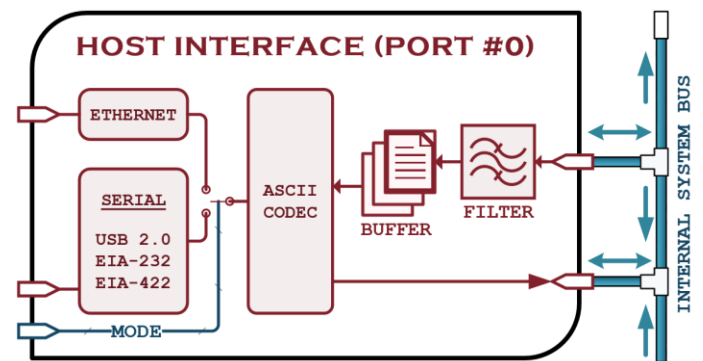 HOST INTERFACE (PORT #0)
ETHERNET
SERIAL
USB 2.0
EIA-232
EIA-422
MODE
ASCII
CODEC
BUFFER
FILTER
INTERNAL SYSTEM BUS